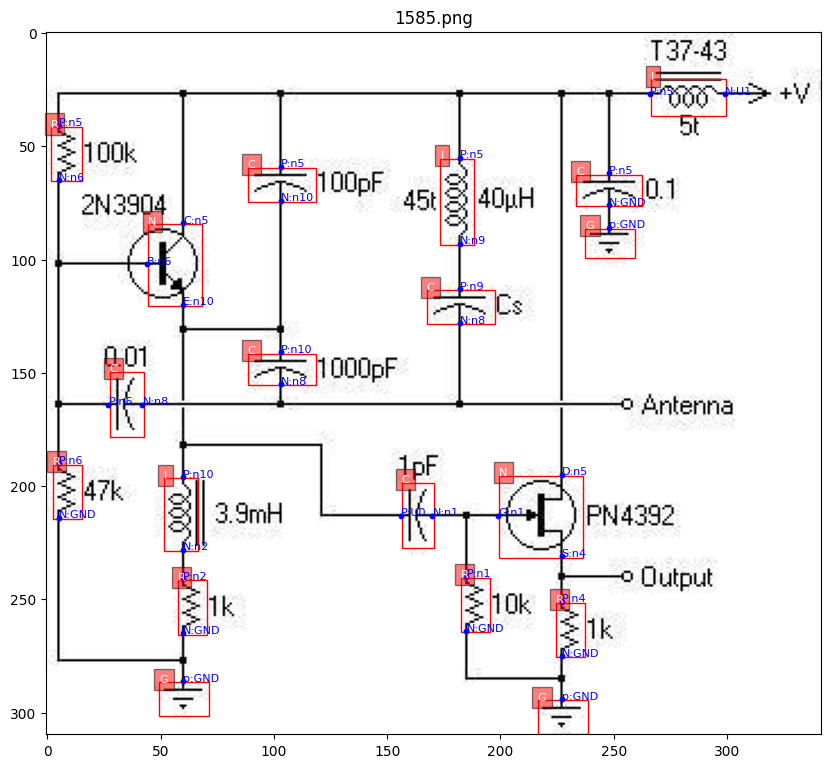 1585.png
T37-43
+V
5t
L
P:n5
N:U1
0
50
100
150
200
250
300
R
P:n5
100k
N:n6
2N3904
N
C:n5
B:n6
E:n10
C
P:n5
100pF
N:n10
L
P:n5
45t
40µH
N:n9
C
P:n5
0.1
N:GND
G
p:GND
C
P:n9
Cs
N:n8
0.01
C
P:n6
N:n8
C
P:n10
1000pF
N:n8
Antenna
R
P:n6
47k
N:GND
P:n10
3.9mH
N:n2
1pF
C
P:U0
N:n1
N
D:n5
G:n1
PN4392
S:n4
Output
R
P:n2
1k
N:GND
R
P:n1
10k
N:GND
R
P:n4
1k
N:GND
G
p:GND
G
p:GND
0
50
100
150
200
250
300